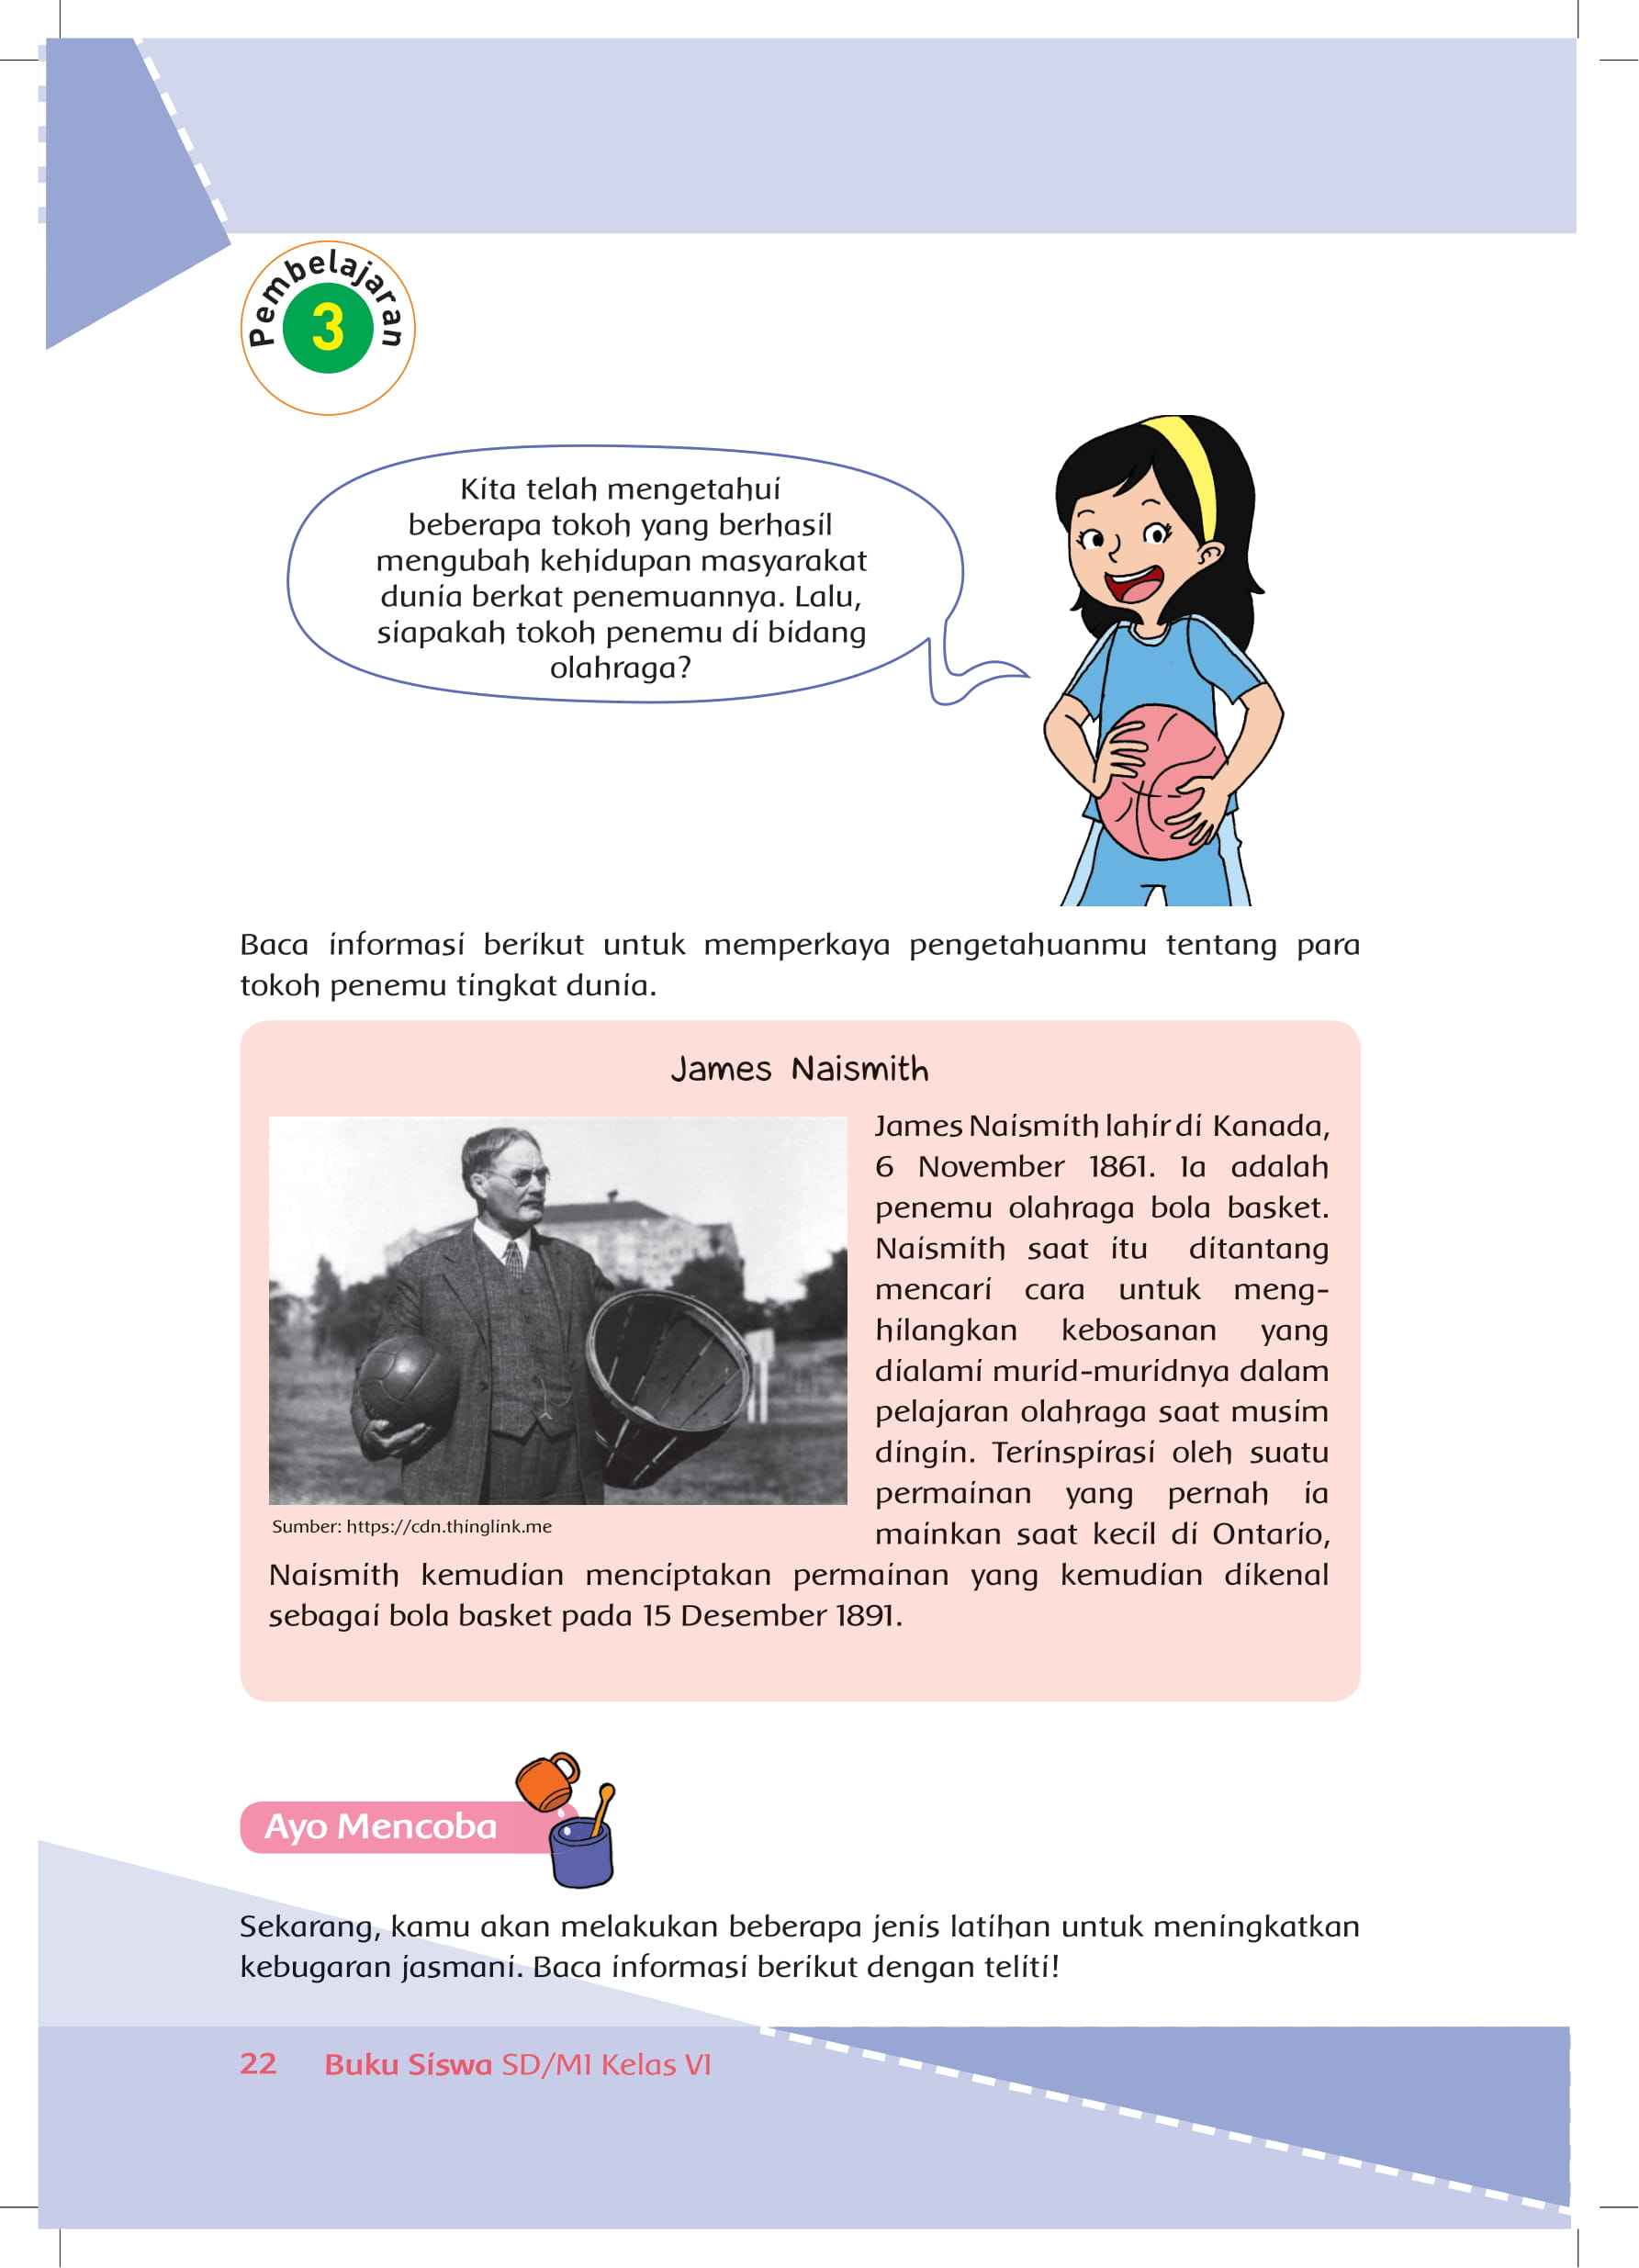 Pembelajaran
3
Kita telah mengetahui
beberapa tokoh yang berhasil
mengubah kehidupan masyarakat
dunia berkat penemuannya. Lalu,
siapakah tokoh penemu di bidang
olahraga?
Baca informasi berikut untuk memperkaya pengetahuanmu tentang para
tokoh penemu tingkat dunia.
James Naismith
James Naismith lahir di Kanada,
6 November 1861. Ia adalah
penemu olahraga bola basket.
Naismith saat itu ditantang
mencari cara untuk meng-
hilangkan kebosanan yang
dialami murid-muridnya dalam
pelajaran olahraga saat musim
dingin. Terinspirasi oleh suatu
permainan yang pernah ia
mainkan saat kecil di Ontario,
Sumber: https://cdn.thinglink.me
Naismith kemudian menciptakan permainan yang kemudian dikenal
sebagai bola basket pada 15 Desember 1891.
Ayo Mencoba
Sekarang, kamu akan melakukan beberapa jenis latihan untuk meningkatkan
kebugaran jasmani. Baca informasi berikut dengan teliti!
22 Buku Siswa SD/MI Kelas VI